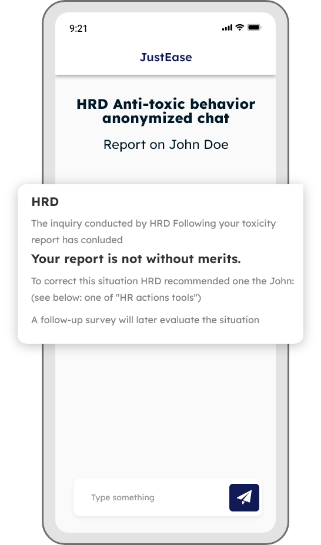 9:21
JustEase
HRD Anti-toxic behavior
anonymized chat
Report on John Doe
HRD
The inquiry conducted by HRD Following your toxicity
report has conluded
Your report is not without merits.
To correct this situation HRD recommended one the John:
(see below: one of "HR actions tools")
A follow-up survey will later evaluate the situation
Type something